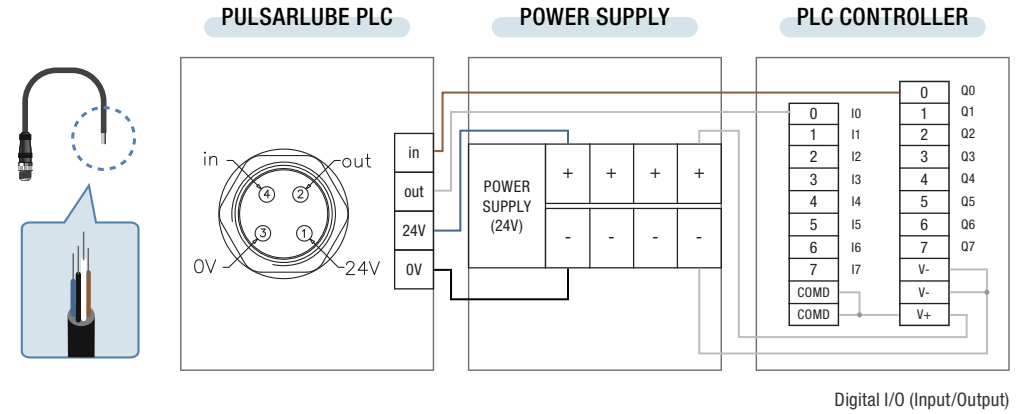 PULSARLUBE PLC
POWER SUPPLY
PLC CONTROLLER
in
out
4
2
3
1
0V
24V
in
out
24V
0V
POWER
SUPPLY
(24V)
+ + + +
- - - -
0 I0
1 I1
2 I2
3 I3
4 I4
5 I5
6 I6
7 I7
COMD
COMD
0 Q0
1 Q1
2 Q2
3 Q3
4 Q4
5 Q5
6 Q6
7 Q7
V-
V-
V+
Digital I/O (Input/Output)